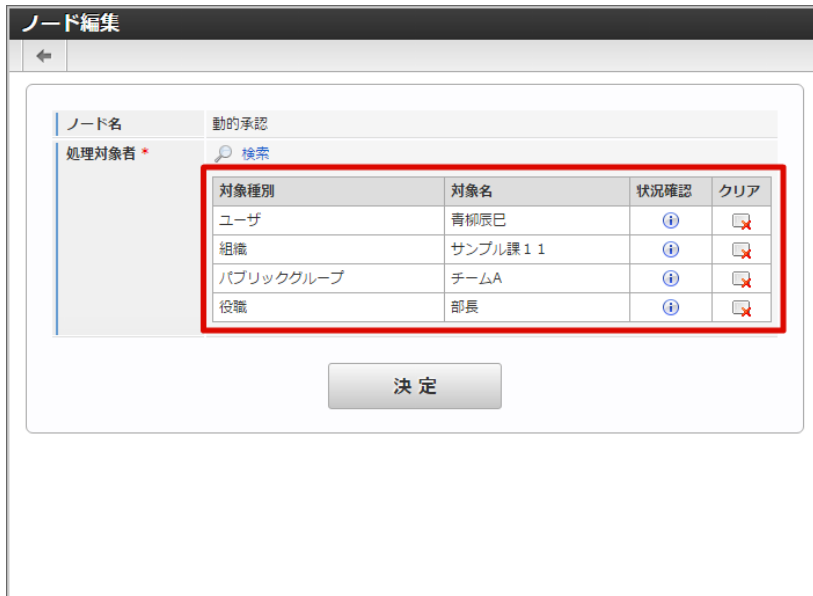 ノード編集
ノード名 動的承認
処理対象者 * 検索
対象種別 対象名 状況確認 クリア
ユーザ 青柳辰巳
組織 サンプル課11
パブリックグループ チームA
役職 部長
決定